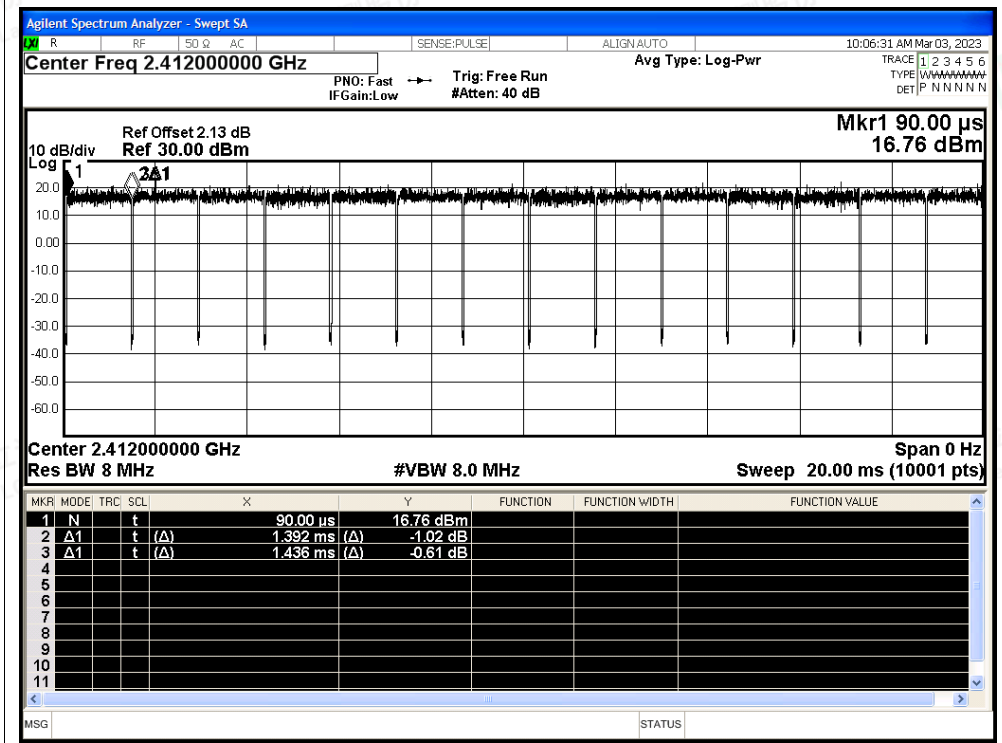 Agilent Spectrum Analyzer - Swept SA
LXI R RF 50 Ω AC SENSE:PULSE ALIGN AUTO 10:06:31 AM Mar 03, 2023
Center Freq 2.412000000 GHz Avg Type: Log-Pwr TRACE 1 2 3 4 5 6
PNO: Fast Trig: Free Run TYPE WWWWWW
IFGain:Low #Atten: 40 dB DET P N N N N N
Mkr1 90.00 µs
Ref Offset 2.13 dB
10 dB/div Ref 30.00 dBm 16.76 dBm
Log
1 3Δ1
20.0
10.0
0.00
-10.0
-20.0
-30.0
-40.0
-50.0
-60.0
Center 2.412000000 GHz Span 0 Hz
Res BW 8 MHz #VBW 8.0 MHz Sweep 20.00 ms (10001 pts)
MKR MODE TRC SCL X Y FUNCTION FUNCTION WIDTH FUNCTION VALUE
1 N t 90.00 µs 16.76 dBm
2 Δ1 t (Δ) 1.392 ms (Δ) -1.02 dB
3 Δ1 t (Δ) 1.436 ms (Δ) -0.61 dB
4
5
6
7
8
9
10
11
MSG STATUS